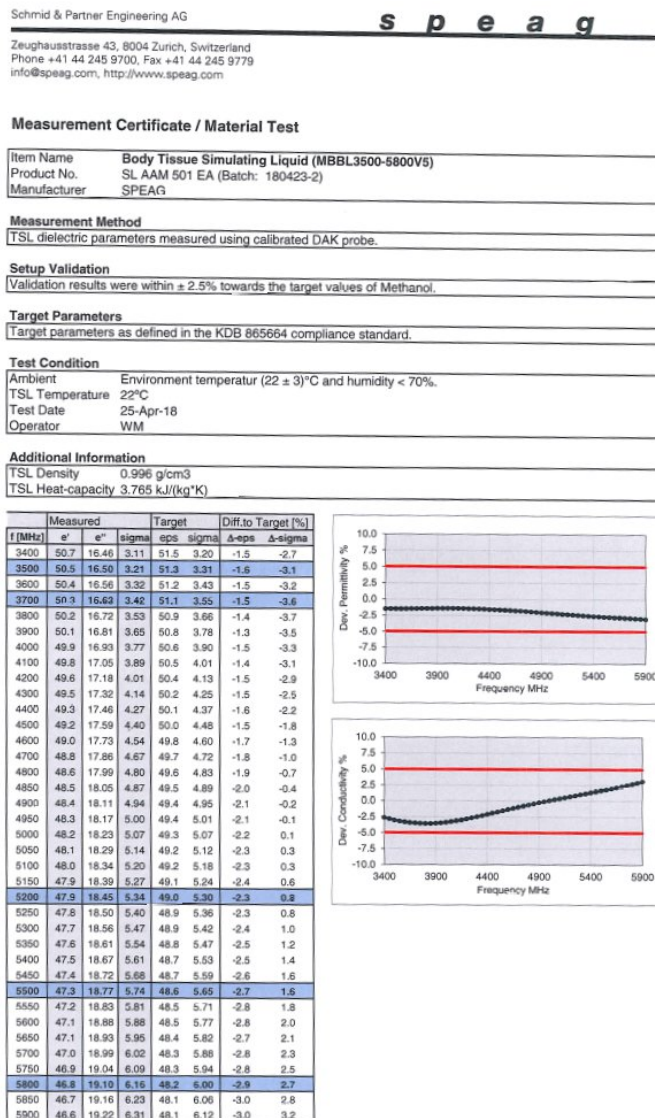 Schmid & Partner Engineering AG
s p e a g
Zeughausstrasse 43, 8004 Zurich, Switzerland
Phone +41 44 245 9700, Fax +41 44 245 9779
info@speag.com, http://www.speag.com
Measurement Certificate / Material Test
Item Name Body Tissue Simulating Liquid (MBBL3500-5800V5)
Product No. SL AAM 501 EA (Batch: 180423-2)
Manufacturer SPEAG
Measurement Method
TSL dielectric parameters measured using calibrated DAK probe.
Setup Validation
Validation results were within ± 2.5% towards the target values of Methanol.
Target Parameters
Target parameters as defined in the KDB 865664 compliance standard.
Test Condition
Ambient Environment temperatur (22 ± 3)°C and humidity < 70%.
TSL Temperature 22°C
Test Date 25-Apr-18
Operator WM
Additional Information
TSL Density 0.996 g/cm3
TSL Heat-capacity 3.765 kJ/(kg*K)
Measured Target Diff.to Target [%]
f [MHz] e' e" sigma eps sigma Δ-eps Δ-sigma
3400 50.7 16.46 3.11 51.5 3.20 -1.5 -2.7
3500 50.5 16.50 3.21 51.3 3.31 -1.6 -3.1
3600 50.4 16.56 3.32 51.2 3.43 -1.5 -3.2
3700 50.3 16.63 3.42 51.1 3.55 -1.5 -3.6
3800 50.2 16.72 3.53 50.9 3.66 -1.4 -3.7
3900 50.1 16.81 3.65 50.8 3.78 -1.3 -3.5
4000 49.9 16.93 3.77 50.6 3.90 -1.5 -3.3
4100 49.8 17.05 3.89 50.5 4.01 -1.4 -3.1
4200 49.6 17.18 4.01 50.4 4.13 -1.5 -2.9
4300 49.5 17.32 4.14 50.2 4.25 -1.5 -2.5
4400 49.3 17.46 4.27 50.1 4.37 -1.6 -2.2
4500 49.2 17.59 4.40 50.0 4.48 -1.5 -1.8
4600 49.0 17.73 4.54 49.8 4.60 -1.7 -1.3
4700 48.8 17.86 4.67 49.7 4.72 -1.8 -1.0
4800 48.6 17.99 4.80 49.6 4.83 -1.9 -0.7
4850 48.5 18.05 4.87 49.5 4.89 -2.0 -0.4
4900 48.4 18.11 4.94 49.4 4.95 -2.1 -0.2
4950 48.3 18.17 5.00 49.4 5.01 -2.1 -0.1
5000 48.2 18.23 5.07 49.3 5.07 -2.2 0.1
5050 48.1 18.29 5.14 49.2 5.12 -2.3 0.3
5100 48.0 18.34 5.20 49.2 5.18 -2.3 0.3
5150 47.9 18.39 5.27 49.1 5.24 -2.4 0.6
5200 47.9 18.45 5.34 49.0 5.30 -2.3 0.8
5250 47.8 18.50 5.40 48.9 5.36 -2.3 0.8
5300 47.7 18.56 5.47 48.9 5.42 -2.4 1.0
5350 47.6 18.61 5.54 48.8 5.47 -2.5 1.2
5400 47.5 18.67 5.61 48.7 5.53 -2.5 1.4
5450 47.4 18.72 5.68 48.7 5.59 -2.6 1.6
5500 47.3 18.77 5.74 48.6 5.65 -2.7 1.6
5550 47.2 18.83 5.81 48.5 5.71 -2.8 1.8
5600 47.1 18.88 5.88 48.5 5.77 -2.8 2.0
5650 47.1 18.93 5.95 48.4 5.82 -2.7 2.1
5700 47.0 18.99 6.02 48.3 5.88 -2.8 2.3
5750 46.9 19.04 6.09 48.3 5.94 -2.8 2.5
5800 46.8 19.10 6.16 48.2 6.00 -2.9 2.7
5850 46.7 19.16 6.23 48.1 6.06 -3.0 2.8
5900 46.6 19.22 6.31 48.1 6.12 -3.0 3.2
Dev. Permittivity %
10.0
7.5
5.0
2.5
0.0
-2.5
-5.0
-10.0
3400 3900 4400 4900 5400 5900
Frequency MHz
Dev. Conductivity %
10.0
7.5
5.0
2.5
0.0
-2.5
-5.0
-10.0
3400 3900 4400 4900 5400 5900
Frequency MHz